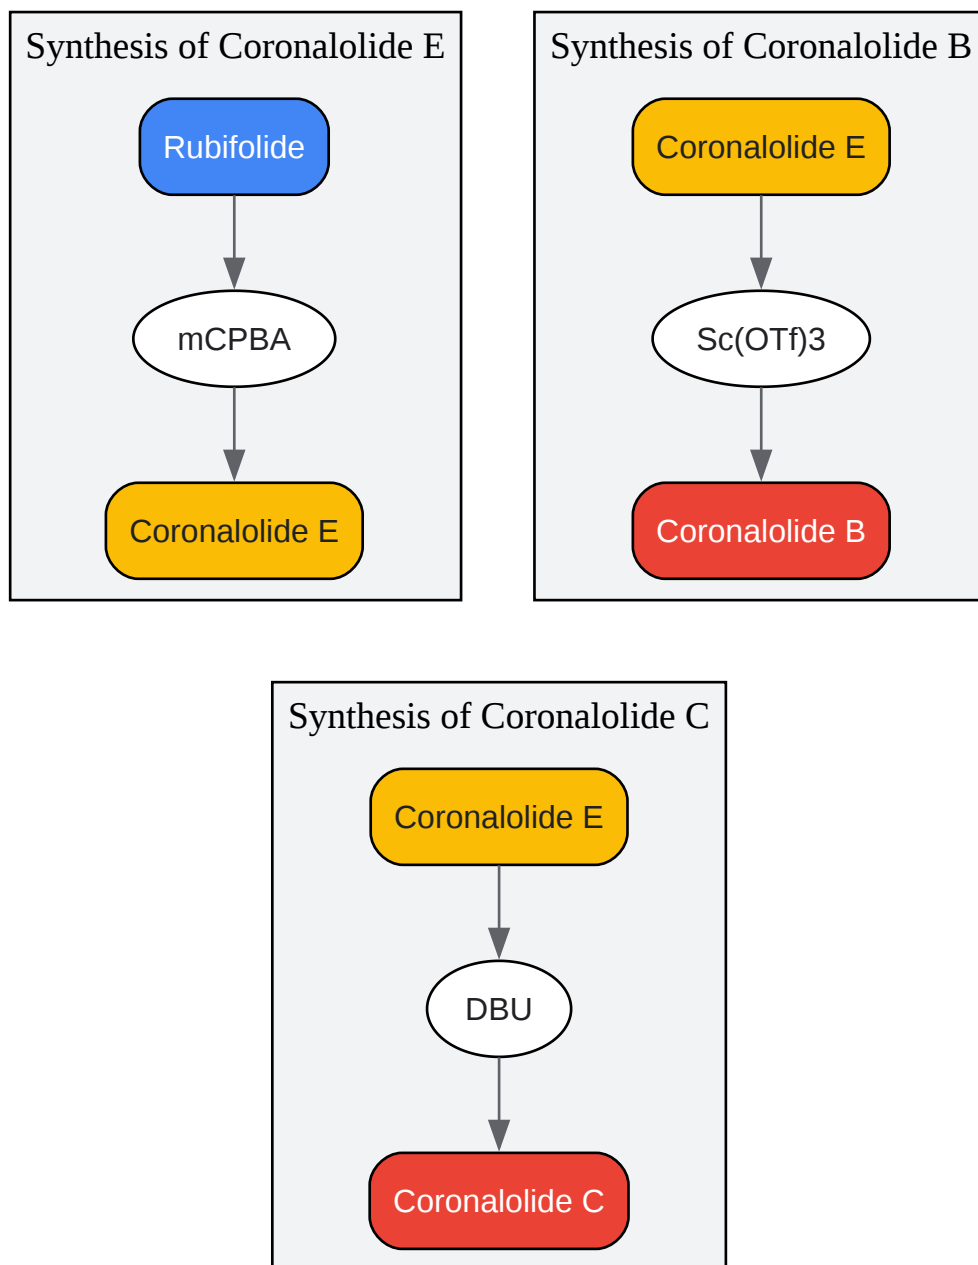 Synthesis of Coronalolide E
Rubifolide
mCPBA
Coronalolide E
Synthesis of Coronalolide B
Coronalolide E
Sc(OTf)3
Coronalolide B
Synthesis of Coronalolide C
Coronalolide E
DBU
Coronalolide C